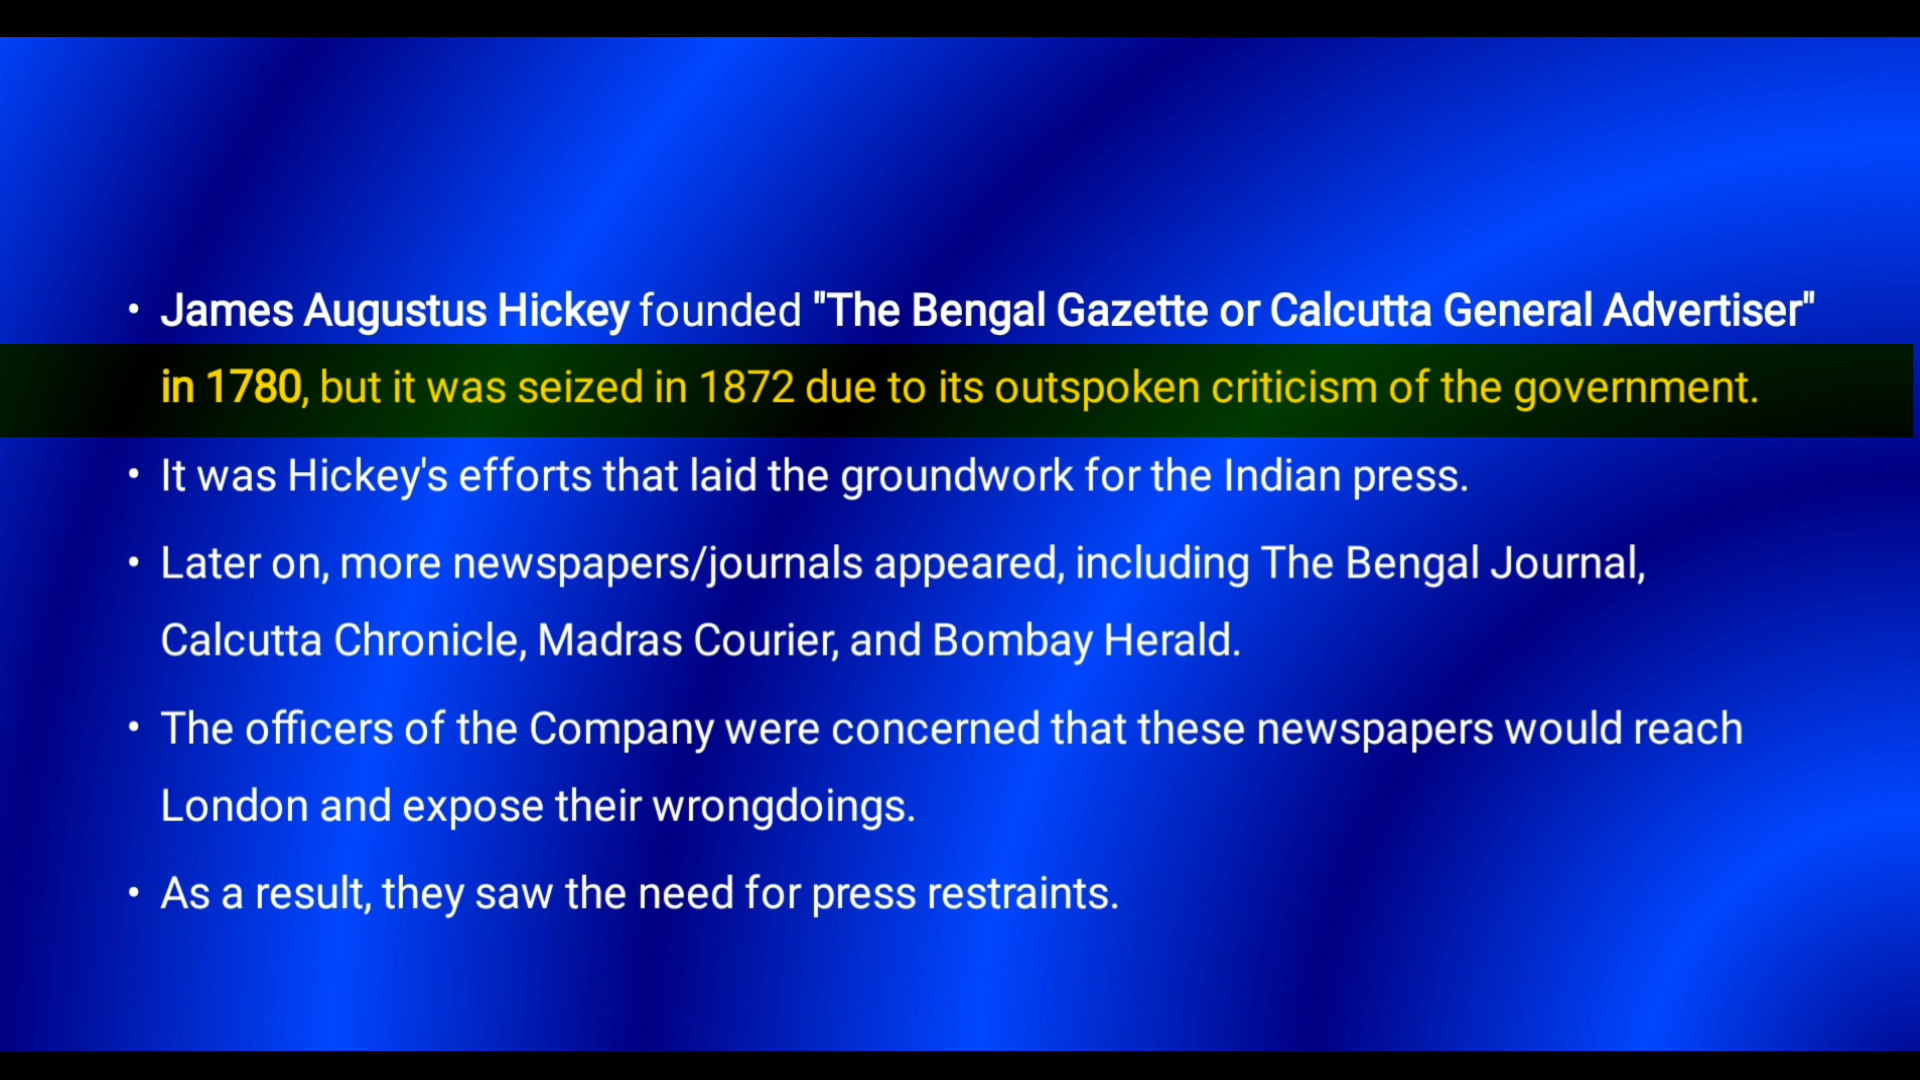 • James Augustus Hickey founded "The Bengal Gazette or Calcutta General Advertiser"
in 1780, but it was seized in 1872 due to its outspoken criticism of the government.
• It was Hickey's efforts that laid the groundwork for the Indian press.
• Later on, more newspapers/journals appeared, including The Bengal Journal,
Calcutta Chronicle, Madras Courier, and Bombay Herald.
• The officers of the Company were concerned that these newspapers would reach
London and expose their wrongdoings.
• As a result, they saw the need for press restraints.